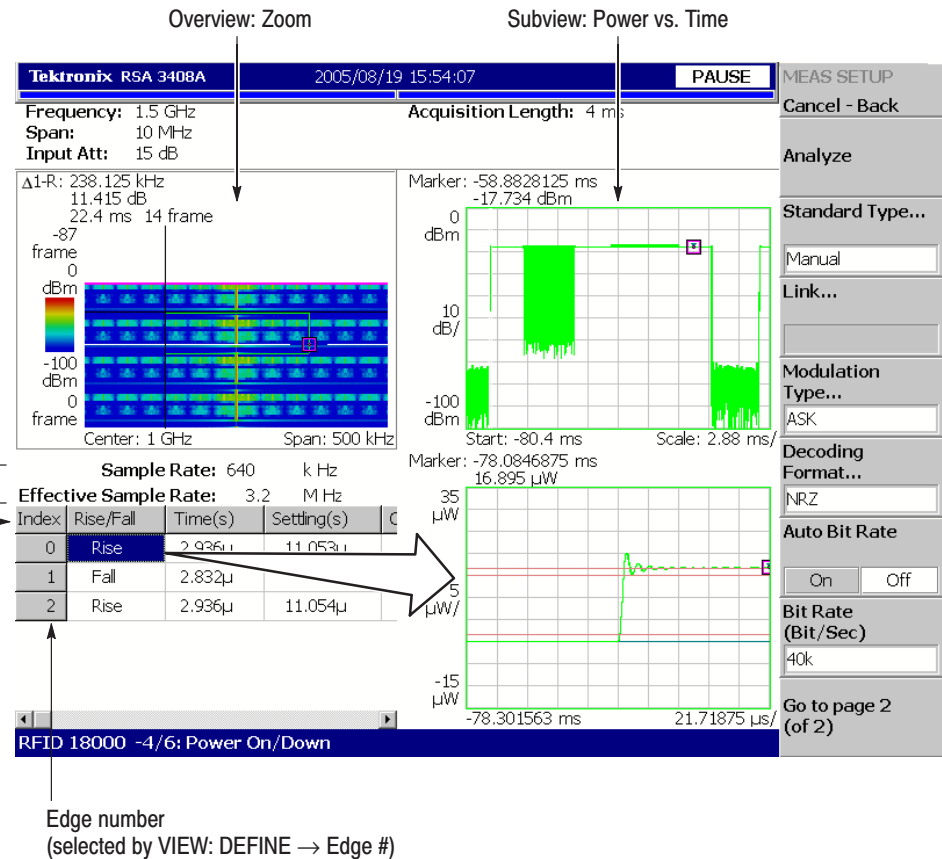 Overview: Zoom
Subview: Power vs. Time
Tektronix RSA 3408A
2005/08/19 15:54:07
PAUSE
MEAS SETUP
Cancel - Back
Frequency: 1.5 GHz
Span: 10 MHz
Input Att: 15 dB
Acquisition Length: 4 ms
Analyze
Δ1-R: 238.125 kHz
11.415 dB
22.4 ms 14 frame
-87
frame
0
dBm
-100
dBm
0
frame
Center: 1 GHz
Span: 500 kHz
Marker: -58.8828125 ms
-17.734 dBm
0
dBm
10
dB/
-100
dBm
Start: -80.4 ms
Scale: 2.88 ms/
Standard Type...
Manual
Link...
Modulation
Type...
ASK
Decoding
Format...
NRZ
Auto Bit Rate
On Off
Bit Rate
(Bit/Sec)
40k
Go to page 2
(of 2)
Sample Rate: 640 k Hz
Effective Sample Rate: 3.2 M Hz
Index Rise/Fall Time(s) Settling(s)
0 Rise 2.936µ 11.053µ
1 Fall 2.832µ
2 Rise 2.936µ 11.054µ
Marker: -78.0846875 ms
16.895 µW
35
µW
5
µW/
-15
µW
-78.301563 ms
21.71875 µs/
RFID 18000 -4/6: Power On/Down
Edge number
(selected by VIEW: DEFINE → Edge #)